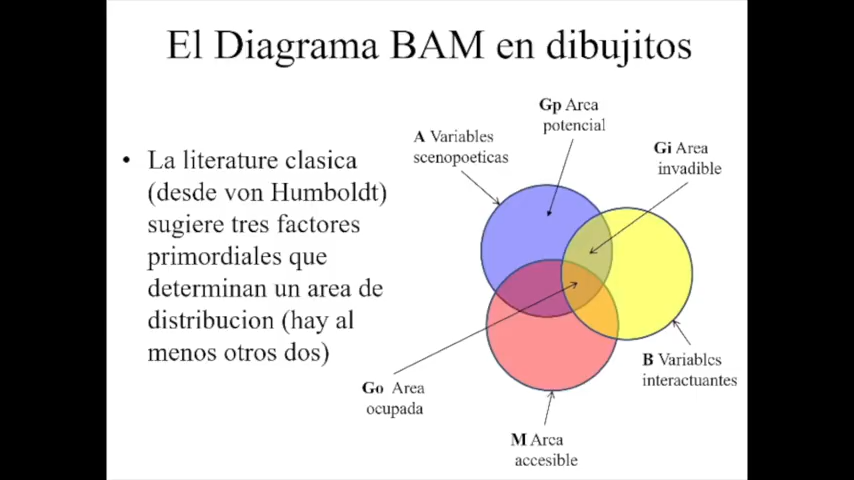 El Diagrama BAM en dibujitos
• La literature clasica
(desde von Humboldt)
sugiere tres factores
primordiales que
determinan un area de
distribucion (hay al
menos otros dos)
Gp Area
potencial
A Variables
scenopoeticas
Gi Area
invadible
B Variables
interactuantes
Go Area
ocupada
M Area
accesible